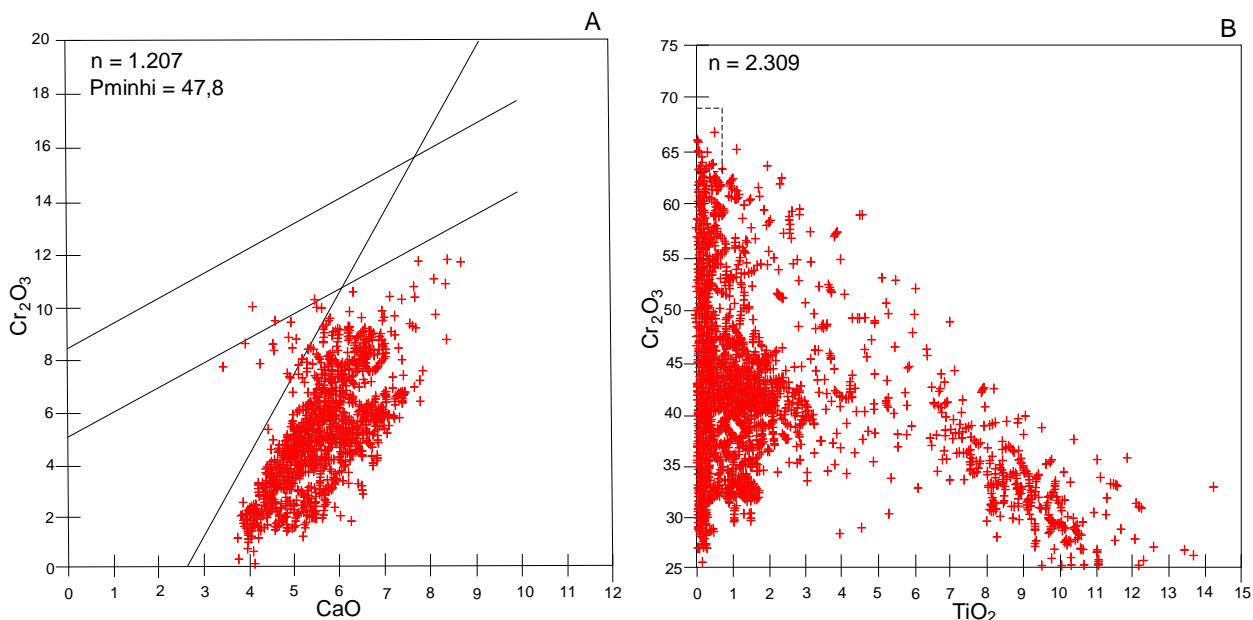 A
n = 1.207
Pminhi = 47,8
20
18
16
14
12
10
8
6
4
2
0
Cr₂O₃
0 1 2 3 4 5 6 7 8 9 10 11 12
CaO
B
n = 2.309
75
70
65
60
55
50
45
40
35
30
25
Cr₂O₃
0 1 2 3 4 5 6 7 8 9 10 11 12 13 14 15
TiO₂